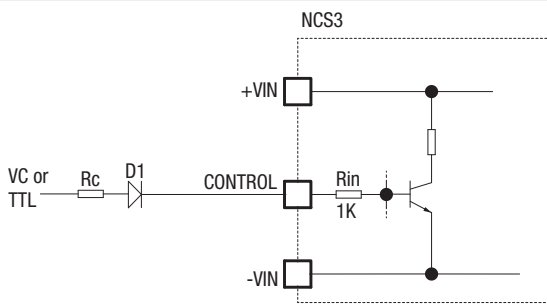 NCS3
+VIN
VC or
TTL
Rc
D1
CONTROL
Rin
1K
-VIN